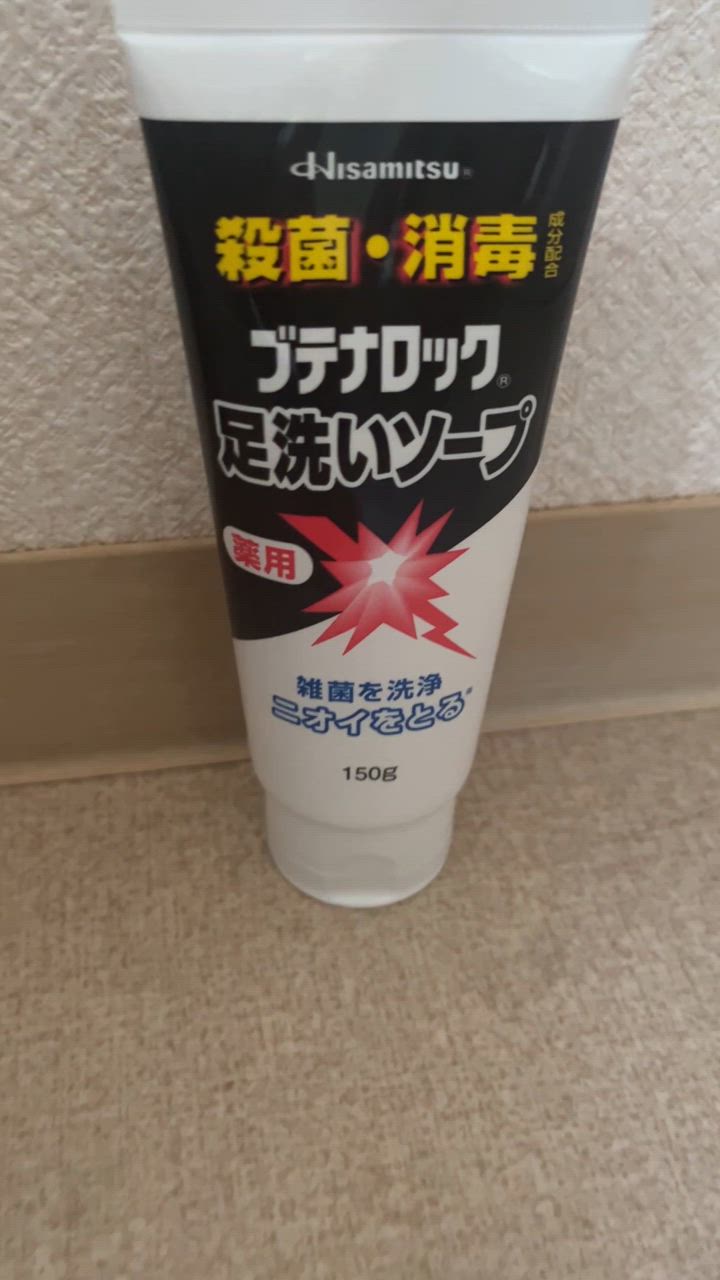 Hisamitsu®
殺菌・消毒 成分配合
ブテナロック®
足洗いソープ
薬用
雑菌を洗浄
ニオイをとる※
150g